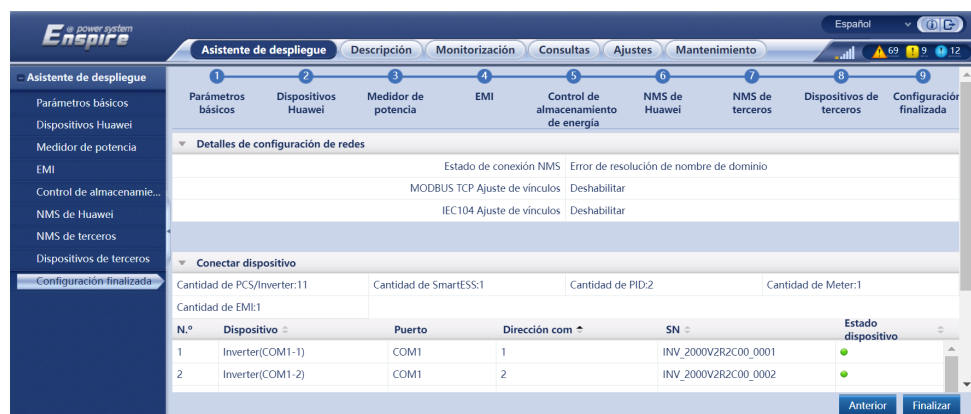 e power system
Enspire
Español
Asistente de despliegue Descripción Monitorización Consultas Ajustes Mantenimiento
69 9 12
Asistente de despliegue
Parámetros básicos
Dispositivos Huawei
Medidor de potencia
EMI
Control de almacenamie...
NMS de Huawei
NMS de terceros
Dispositivos de terceros
Configuración finalizada
1 2 3 4 5 6 7 8 9
Parámetros básicos
Dispositivos Huawei
Medidor de potencia
EMI
Control de almacenamiento de energía
NMS de Huawei
NMS de terceros
Dispositivos de terceros
Configuración finalizada
Detalles de configuración de redes
Estado de conexión NMS Error de resolución de nombre de dominio
MODBUS TCP Ajuste de vínculos Deshabilitar
IEC104 Ajuste de vínculos Deshabilitar
Conectar dispositivo
Cantidad de PCS/Inverter:11 Cantidad de SmartESS:1 Cantidad de PID:2 Cantidad de Meter:1
Cantidad de EMI:1
N.º Dispositivo Puerto Dirección com SN Estado dispositivo
1 Inverter(COM1-1) COM1 1 INV_2000V2R2C00_0001
2 Inverter(COM1-2) COM1 2 INV_2000V2R2C00_0002
Anterior Finalizar